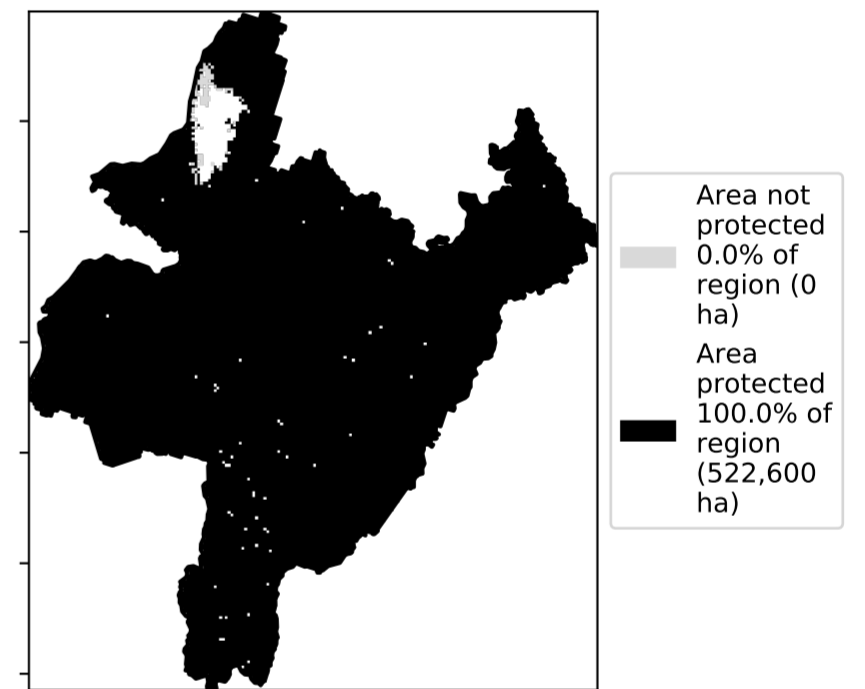 Area not
protected
0.0% of
region (0
ha)
Area
protected
100.0% of
region
(522,600
ha)